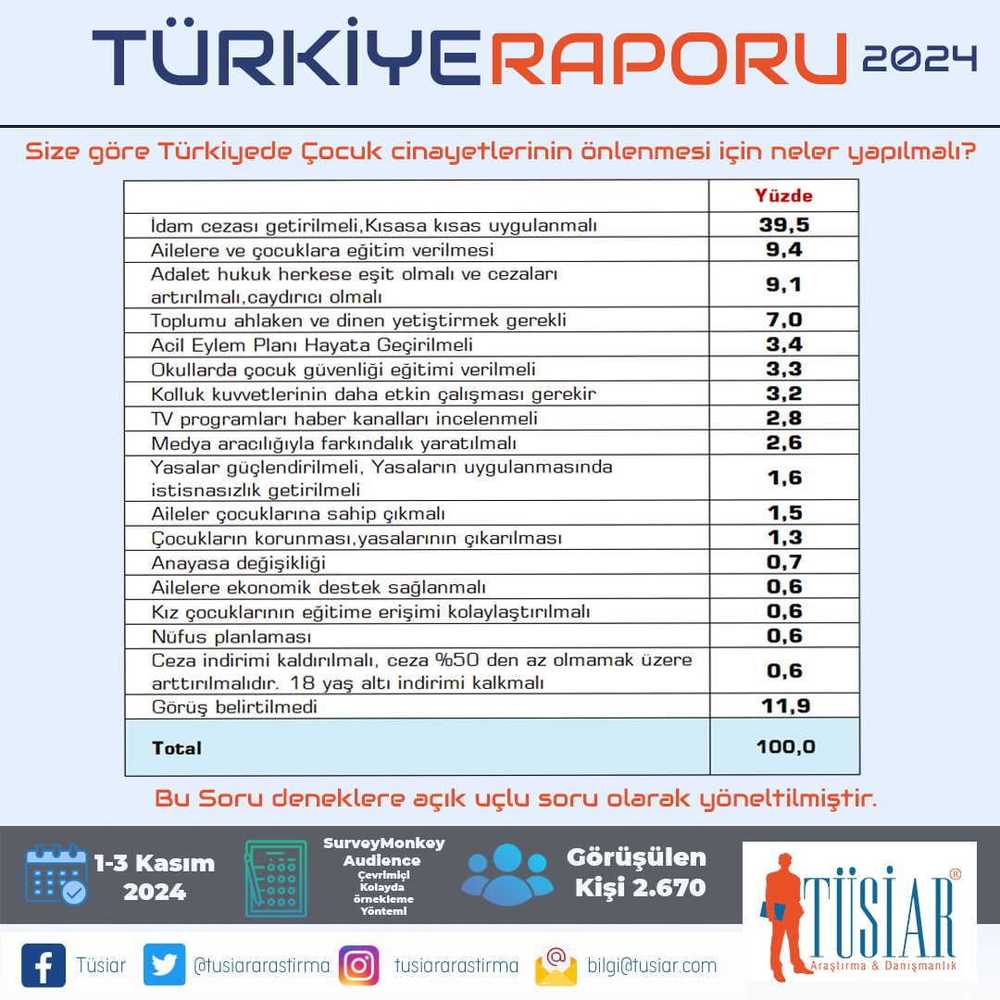 TÜRKİYERAPORU 2024
Size göre Türkiyede Çocuk cinayetlerinin önlenmesi için neler yapılmalı?
Yüzde
İdam cezası getirilmeli,Kısasa kısas uygulanmalı 39,5
Ailelere ve çocuklara eğitim verilmesi 9,4
Adalet hukuk herkese eşit olmalı ve cezaları
artırılmalı,caydırıcı olmalı 9,1
Toplumu ahlaken ve dinen yetiştirmek gerekli 7,0
Acil Eylem Planı Hayata Geçirilmeli 3,4
Okullarda çocuk güvenliği eğitimi verilmeli 3,3
Kolluk kuvvetlerinin daha etkin çalışması gerekir 3,2
TV programları haber kanalları incelenmeli 2,8
Medya aracılığıyla farkındalık yaratılmalı 2,6
Yasalar güçlendirilmeli, Yasaların uygulanmasında
istisnasızlık getirilmeli 1,6
Aileler çocuklarına sahip çıkmalı 1,5
Çocukların korunması,yasalarının çıkarılması 1,3
Anayasa değişikliği 0,7
Ailelere ekonomik destek sağlanmalı 0,6
Kız çocuklarının eğitime erişimi kolaylaştırılmalı 0,6
Nüfus planlaması 0,6
Ceza indirimi kaldırılmalı, ceza %50 den az olmamak üzere
arttırılmalıdır. 18 yaş altı indirimi kalkmalı 0,6
Görüş belirtilmedi 11,9
Total 100,0
Bu Soru deneklere açık uçlu soru olarak yöneltilmiştir.
1-3 Kasım
2024
SurveyMonkey
Audience
Çevrimiçi
Kolayda
örnekleme
Yöntemi
Görüşülen
Kişi 2.670
TÜSİAR®
Araştırma & Danışmanlık
Tüsiar
@tusiararastirma
tusiararastirma
bilgi@tusiar.com